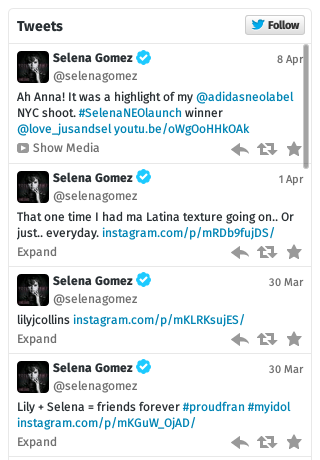 Tweets
Follow
Selena Gomez
8 Apr
@selenagomez
Ah Anna! It was a highlight of my @adidasneolabel
NYC shoot. #SelenaNEOlaunch winner
@love_jusandsel youtu.be/oWgOoHHkOAk
Show Media
Selena Gomez
1 Apr
@selenagomez
That one time I had ma Latina texture going on.. Or
just.. everyday. instagram.com/p/mRDb9fujDS/
Expand
Selena Gomez
30 Mar
@selenagomez
lilyjcollins instagram.com/p/mKLRKsujES/
Expand
Selena Gomez
30 Mar
@selenagomez
Lily + Selena = friends forever #proudfran #myidol
instagram.com/p/mKGuW_OjAD/
Expand